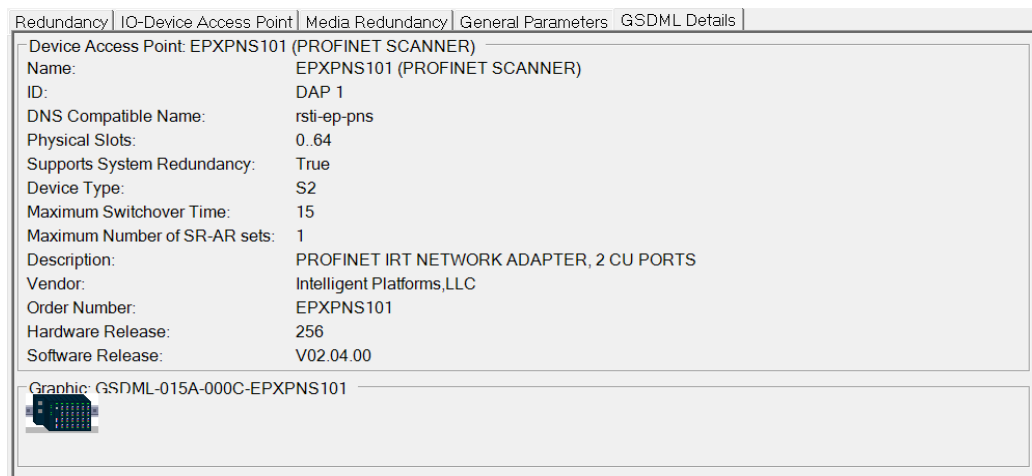 Redundancy IO-Device Access Point Media Redundancy General Parameters GSDML Details
Device Access Point: EPXPNS101 (PROFINET SCANNER)
Name: EPXPNS101 (PROFINET SCANNER)
ID: DAP 1
DNS Compatible Name: rsti-ep-pns
Physical Slots: 0..64
Supports System Redundancy: True
Device Type: S2
Maximum Switchover Time: 15
Maximum Number of SR-AR sets: 1
Description: PROFINET IRT NETWORK ADAPTER, 2 CU PORTS
Vendor: Intelligent Platforms,LLC
Order Number: EPXPNS101
Hardware Release: 256
Software Release: V02.04.00
Graphic: GSDML-015A-000C-EPXPNS101